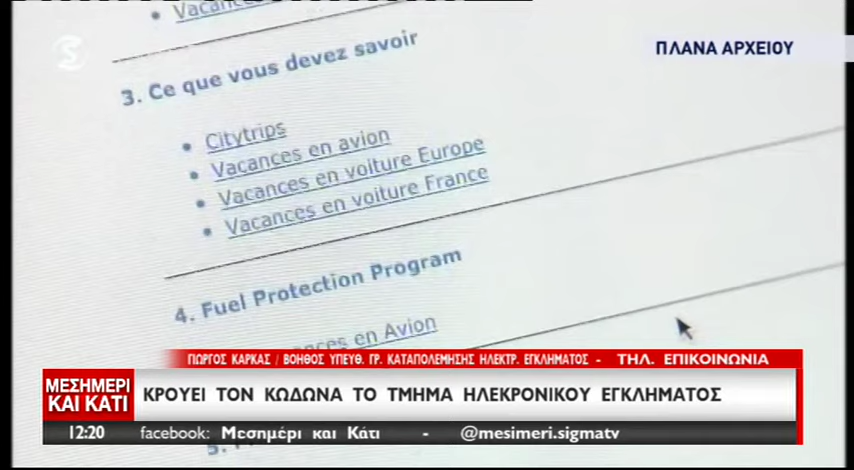 Vacances
ΠΛΑΝΑ ΑΡΧΕΙΟΥ
3. Ce que vous devez savoir
Citytrips
Vacances en avion
Vacances en voiture Europe
Vacances en voiture France
4. Fuel Protection Program
en Avion
ΓΙΩΡΓΟΣ ΚΑΡΚΑΣ / ΒΟΗΘΟΣ ΥΠΕΥΘ. ΓΡ. ΚΑΤΑΠΟΛΕΜΗΣΗΣ ΗΛΕΚΤΡ. ΕΓΚΛΗΜΑΤΟΣ - ΤΗΛ. ΕΠΙΚΟΙΝΩΝΙΑ
ΜΕΣΗΜΕΡΙ
ΚΑΙ ΚΑΤΙ
ΚΡΟΥΕΙ ΤΟΝ ΚΩΔΩΝΑ ΤΟ ΤΜΗΜΑ ΗΛΕΚΡΟΝΙΚΟΥ ΕΓΚΛΗΜΑΤΟΣ
12:20 facebook: Μεσημέρι και Κάτι - @mesimeri.sigmatv
5.